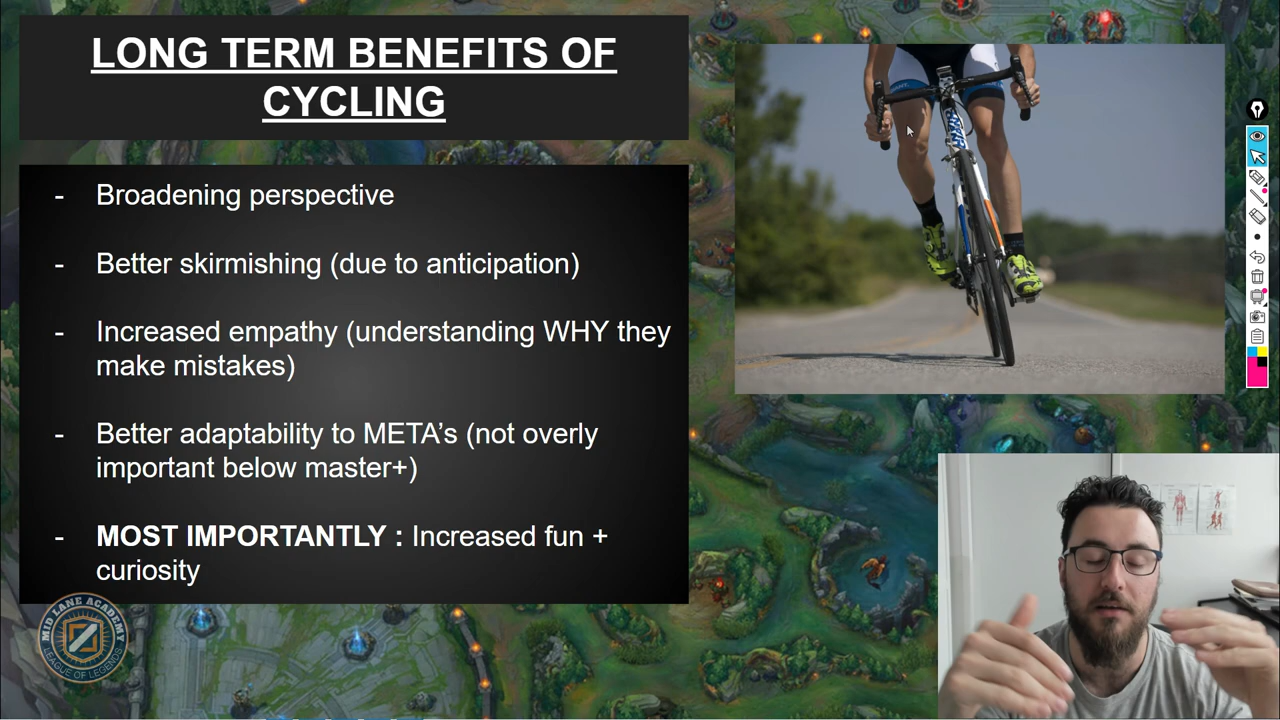 LONG TERM BENEFITS OF
CYCLING
- Broadening perspective
- Better skirmishing (due to anticipation)
- Increased empathy (understanding WHY they
make mistakes)
- Better adaptability to META’s (not overly
important below master+)
- MOST IMPORTANTLY : Increased fun +
curiosity
MID LANE ACADEMY
LEAGUE OF LEGENDS